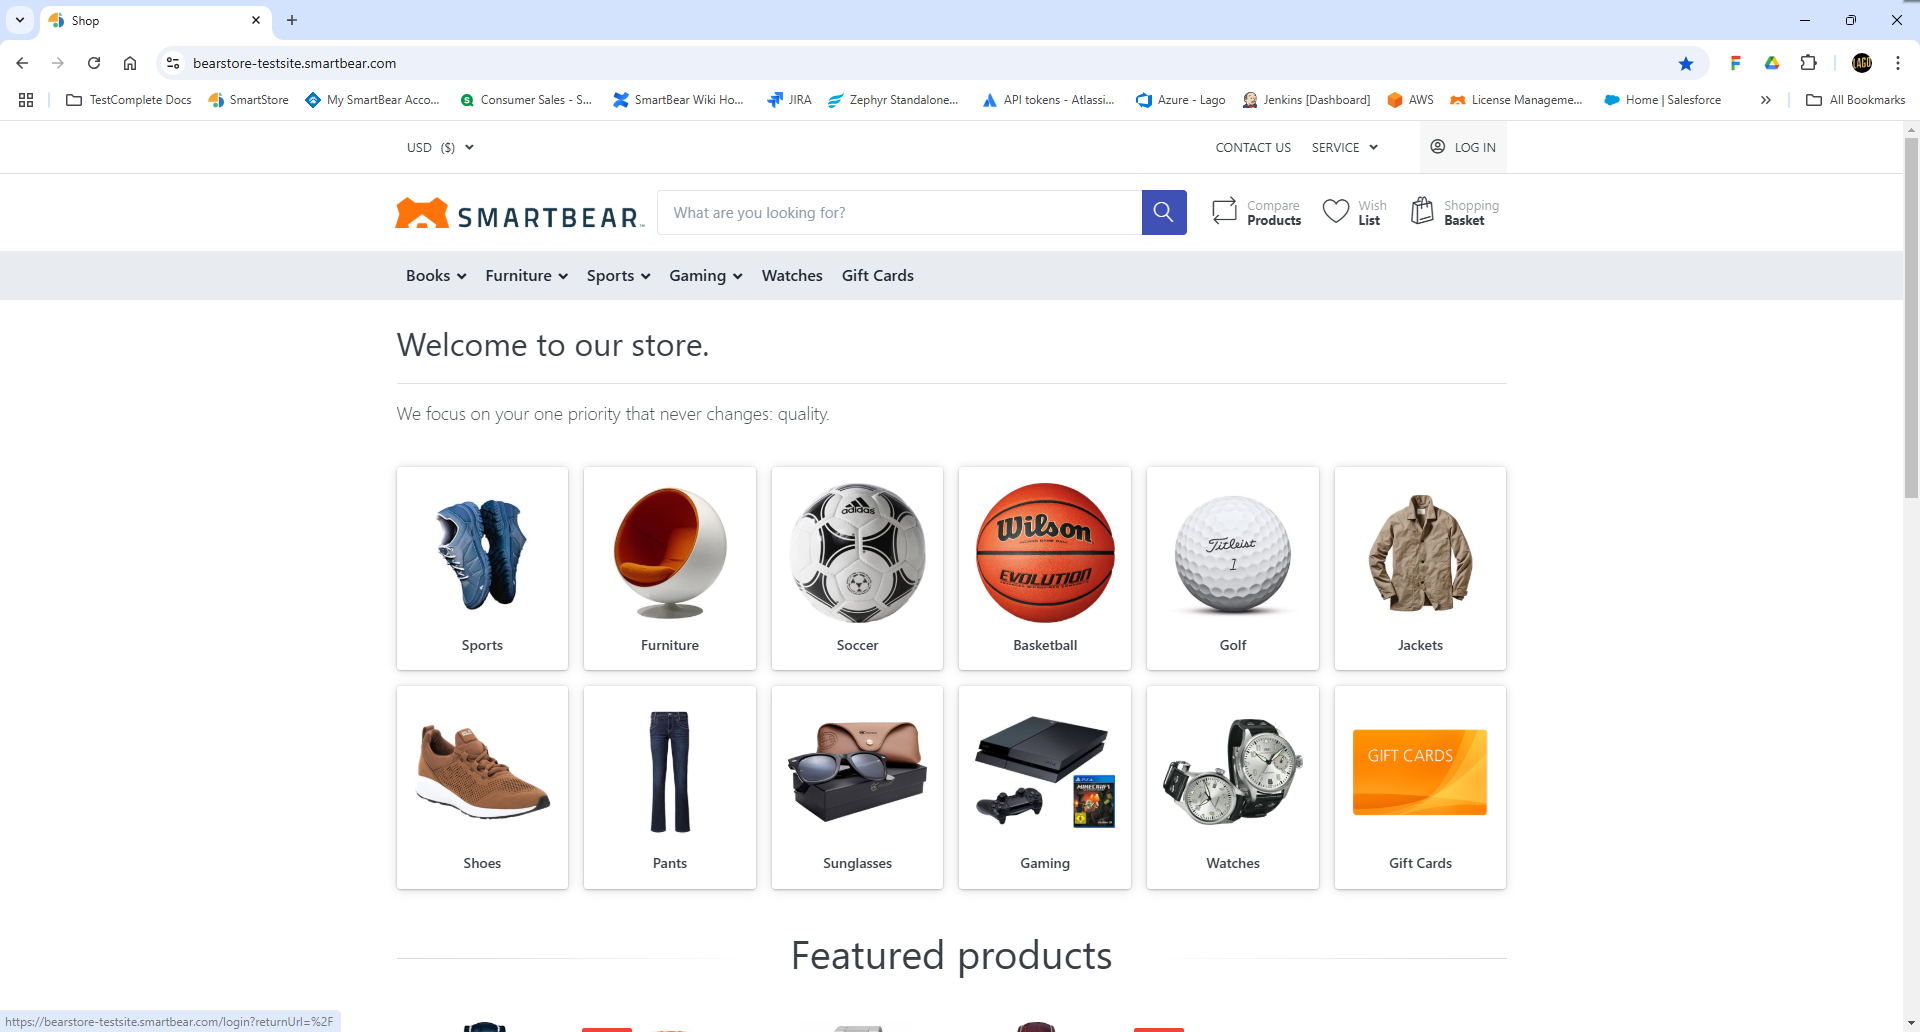 Shop
bearstore-testsite.smartbear.com
TestComplete Docs
SmartStore
My SmartBear Acco...
Consumer Sales - S...
SmartBear Wiki Ho...
JIRA
Zephyr Standalone...
API tokens - Atlassi...
Azure - Lago
Jenkins [Dashboard]
AWS
License Manageme...
Home | Salesforce
All Bookmarks
USD ($)
CONTACT US
SERVICE
LOG IN
SMARTBEAR
What are you looking for?
Compare
Products
Wish
List
Shopping
Basket
Books
Furniture
Sports
Gaming
Watches
Gift Cards
Welcome to our store.
We focus on your one priority that never changes: quality.
adidas
Wilson
EVOLUTION
Titleist
1
Sports
Furniture
Soccer
Basketball
Golf
Jackets
MINECRAFT
GIFT CARDS
Shoes
Pants
Sunglasses
Gaming
Watches
Gift Cards
Featured products
https://bearstore-testsite.smartbear.com/login?returnUrl=%2F